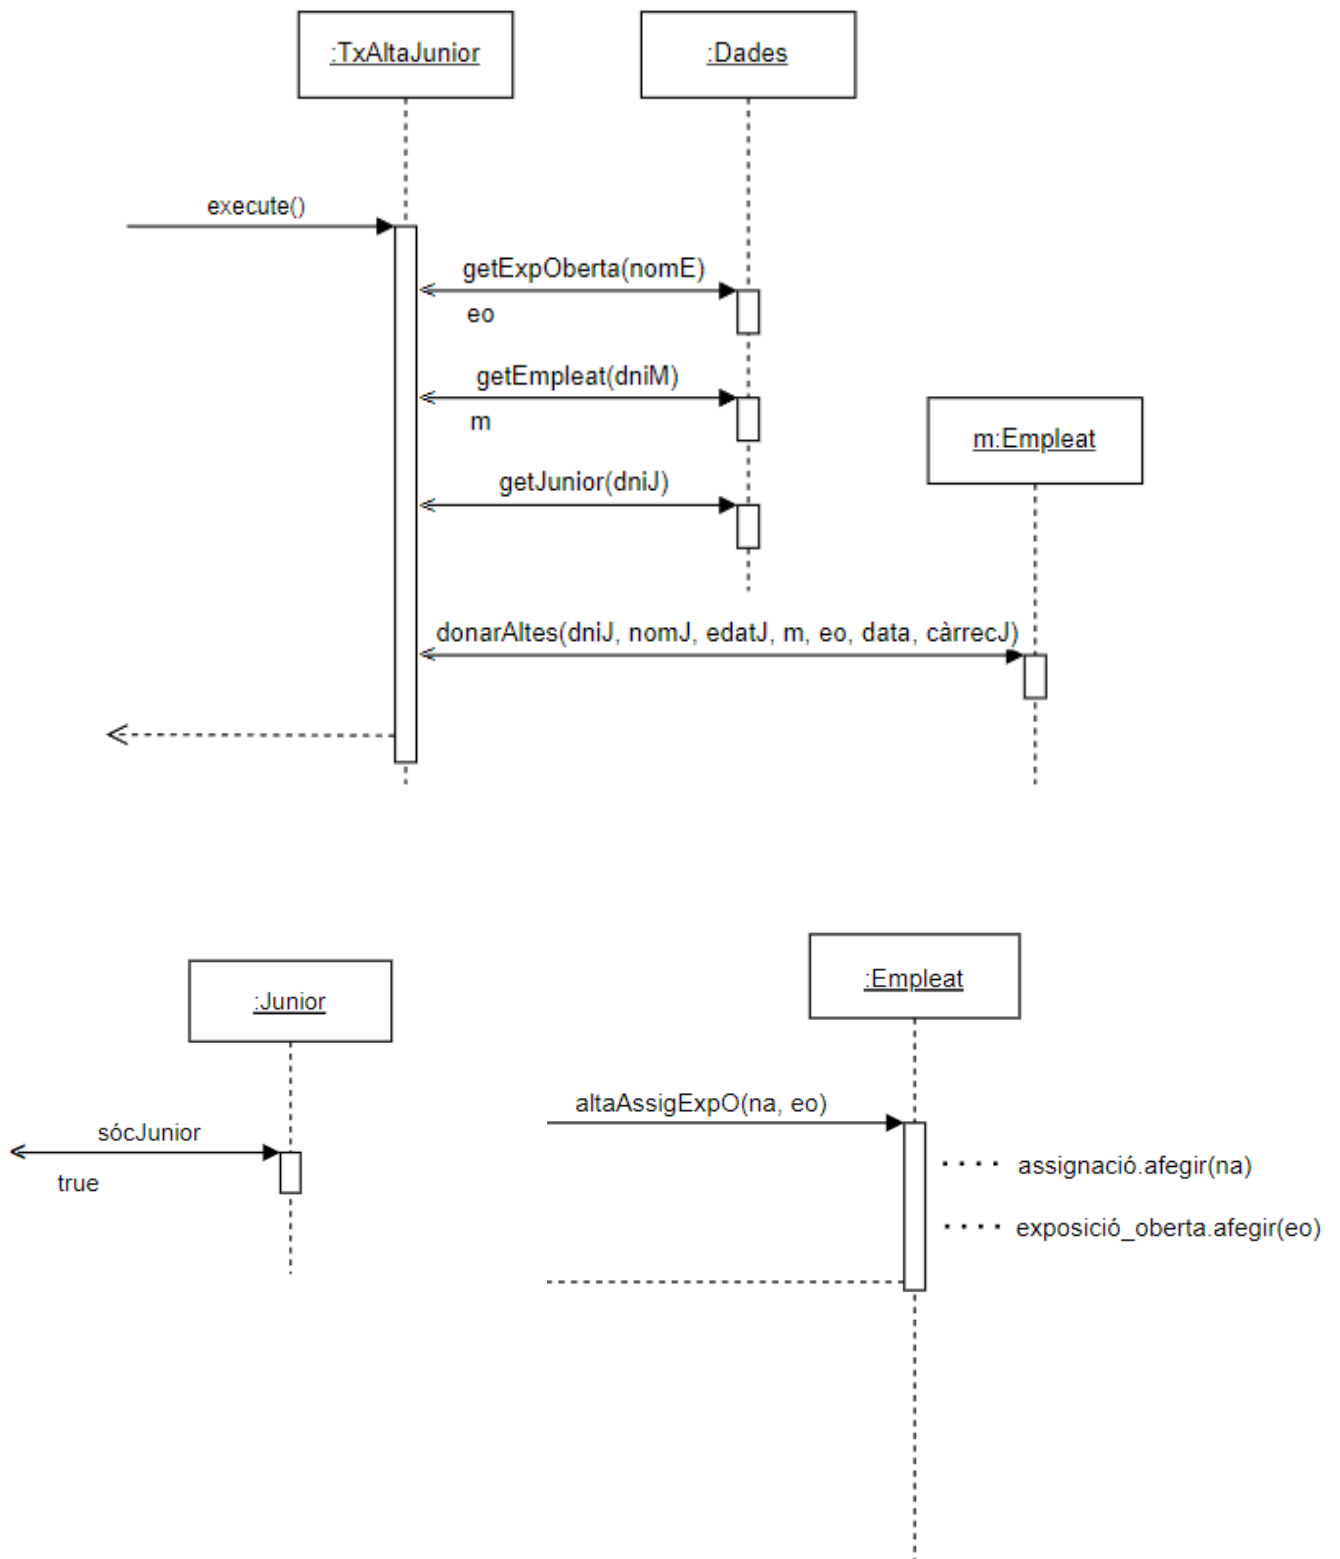 :TxAltaJunior
:Dades
execute()
getExpOberta(nomE)
eo
getEmpleat(dniM)
m
m:Empleat
getJunior(dniJ)
donarAltes(dniJ, nomJ, edatJ, m, eo, data, càrrecJ)
:Empleat
:Junior
altaAssigExpO(na, eo)
sócJunior
assignació.afegir(na)
true
exposició_oberta.afegir(eo)